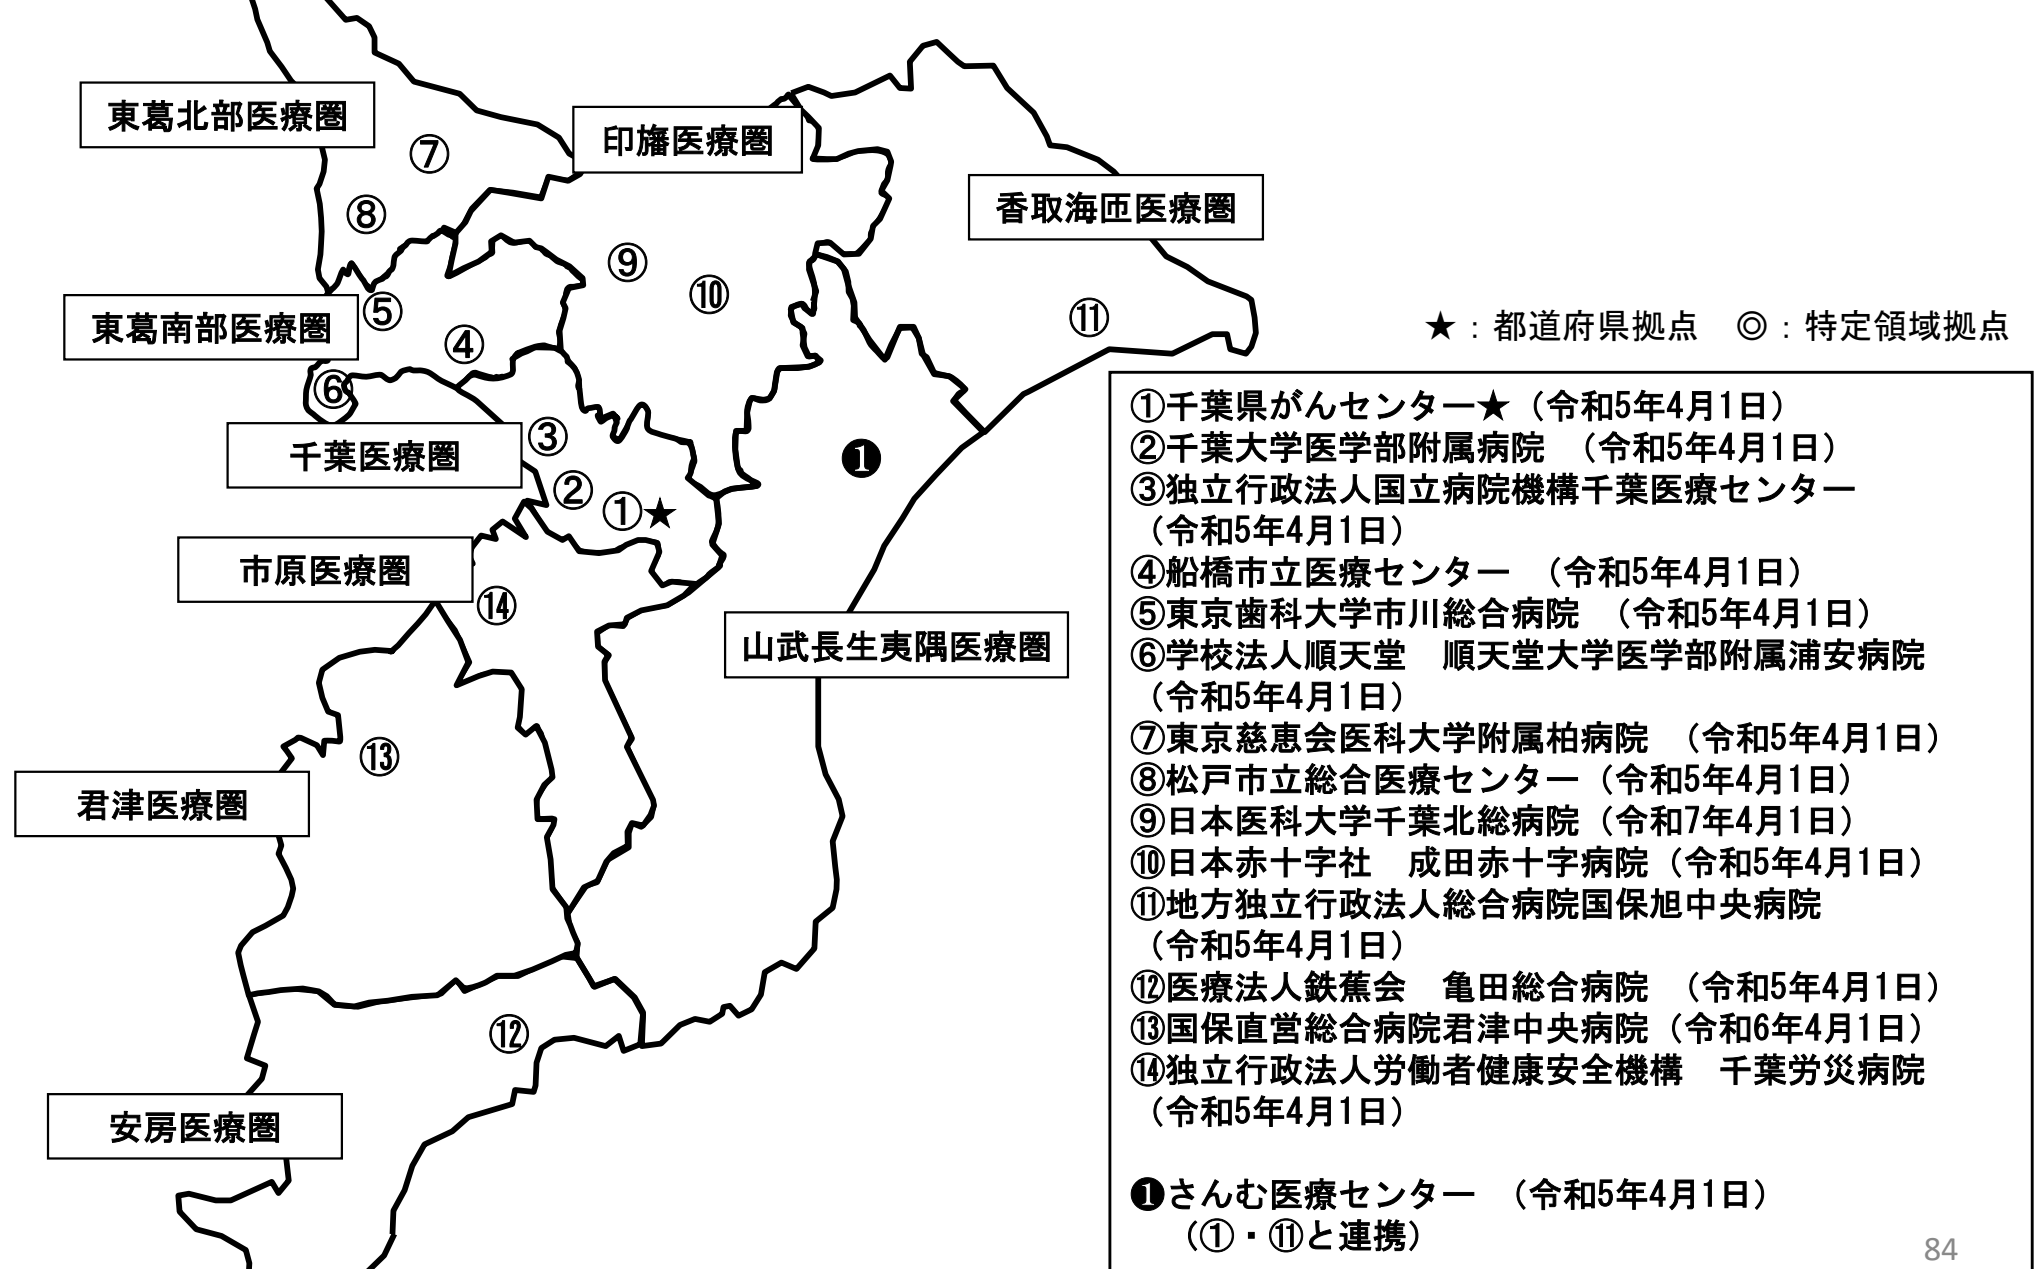 東葛北部医療圏
⑦
印旛医療圏
⑧
香取海匝医療圏
⑨
⑩
東葛南部医療圏
⑤
④
⑪
★：都道府県拠点　◎：特定領域拠点
⑥
千葉医療圏
③
❶
②
①★
市原医療圏
⑭
山武長生夷隅医療圏
⑬
君津医療圏
⑫
安房医療圏
①千葉県がんセンター★（令和5年4月1日）
②千葉大学医学部附属病院　（令和5年4月1日）
③独立行政法人国立病院機構千葉医療センター
（令和5年4月1日）
④船橋市立医療センター　（令和5年4月1日）
⑤東京歯科大学市川総合病院　（令和5年4月1日）
⑥学校法人順天堂　順天堂大学医学部附属浦安病院
（令和5年4月1日）
⑦東京慈恵会医科大学附属柏病院　（令和5年4月1日）
⑧松戸市立総合医療センター（令和5年4月1日）
⑨日本医科大学千葉北総病院（令和7年4月1日）
⑩日本赤十字社　成田赤十字病院（令和5年4月1日）
⑪地方独立行政法人総合病院国保旭中央病院
（令和5年4月1日）
⑫医療法人鉄蕉会　亀田総合病院　（令和5年4月1日）
⑬国保直営総合病院君津中央病院（令和6年4月1日）
⑭独立行政法人労働者健康安全機構　千葉労災病院
（令和5年4月1日）
❶さんむ医療センター　（令和5年4月1日）
（①・⑪と連携）
84